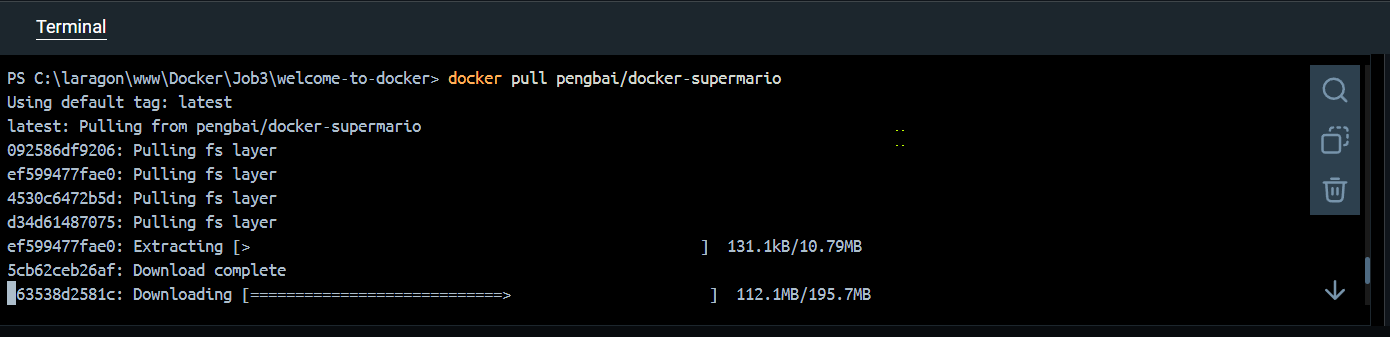 Terminal
PS C:\laragon\www\Docker\Job3\welcome-to-docker> docker pull pengbai/docker-supermario
Using default tag: latest
latest: Pulling from pengbai/docker-supermario
092586df9206: Pulling fs layer
ef599477fae0: Pulling fs layer
4530c6472b5d: Pulling fs layer
d34d61487075: Pulling fs layer
ef599477fae0: Extracting [>                                                  ]  131.1kB/10.79MB
5cb62ceb26af: Download complete
63538d2581c: Downloading [============================>                      ]  112.1MB/195.7MB